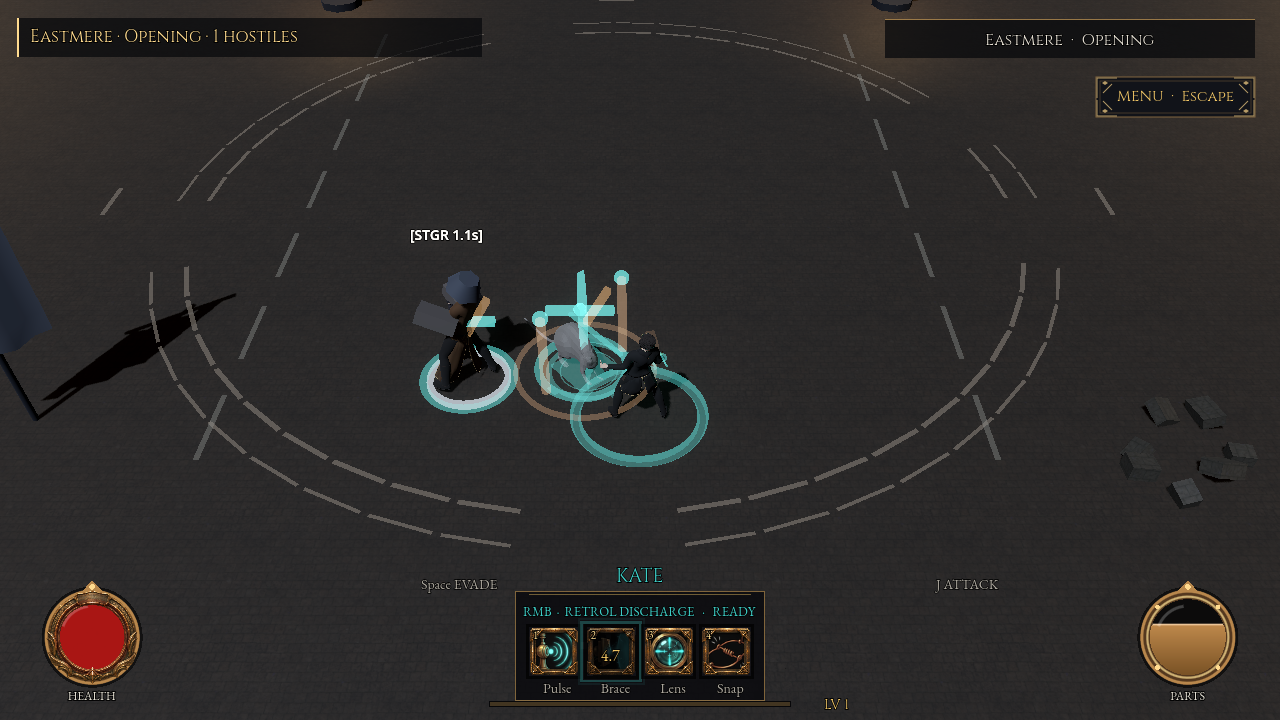 EASTMERE · OPENING · 1 HOSTILES
EASTMERE · OPENING
MENU · ESCAPE
[STGR 1.1s]
Space EVADE
KATE
J ATTACK
RMB · RETROL DISCHARGE · READY
1 2 3 4
4.7
Pulse Brace Lens Snap
HEALTH
PARTS
LV 1